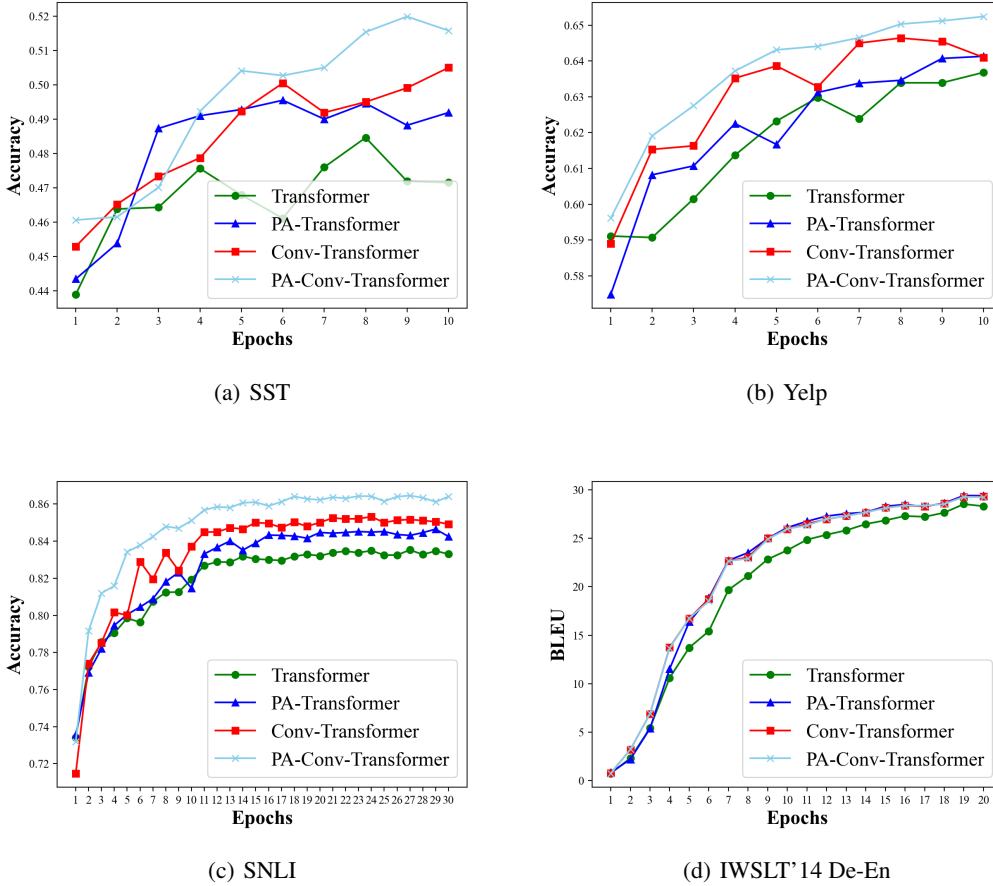 0.52
0.51
0.50
0.49
0.48
0.47
0.46
0.45
0.44
Accuracy
Transformer
PA-Transformer
Conv-Transformer
PA-Conv-Transformer
1 2 3 4 5 6 7 8 9 10
Epochs
(a) SST
0.65
0.64
0.63
0.62
0.61
0.60
0.59
0.58
Accuracy
Transformer
PA-Transformer
Conv-Transformer
PA-Conv-Transformer
1 2 3 4 5 6 7 8 9 10
Epochs
(b) Yelp
0.86
0.84
0.82
0.80
0.78
0.76
0.74
0.72
Accuracy
Transformer
PA-Transformer
Conv-Transformer
PA-Conv-Transformer
1 2 3 4 5 6 7 8 9 10 11 12 13 14 15 16 17 18 19 20 21 22 23 24 25 26 27 28 29 30
Epochs
(c) SNLI
30
25
20
15
10
5
0
BLEU
Transformer
PA-Transformer
Conv-Transformer
PA-Conv-Transformer
1 2 3 4 5 6 7 8 9 10 11 12 13 14 15 16 17 18 19 20
Epochs
(d) IWSLT’14 De-En